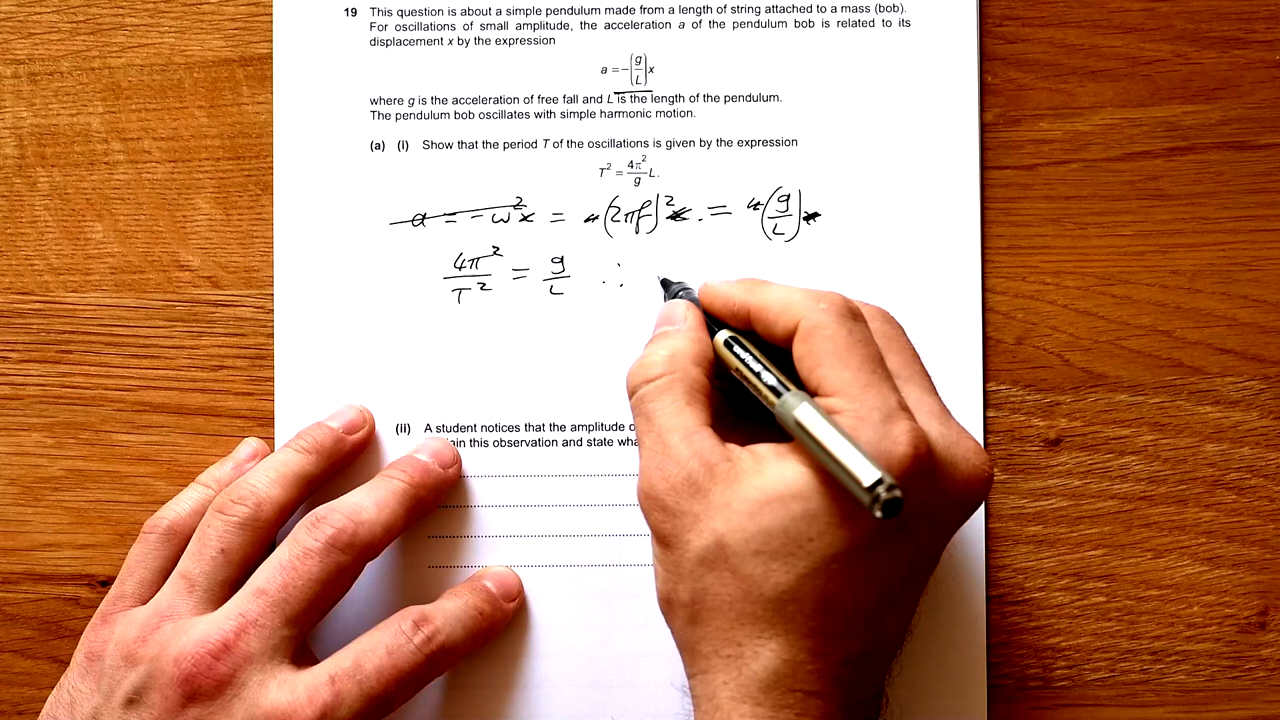 19 This question is about a simple pendulum made from a length of string attached to a mass (bob).
For oscillations of small amplitude, the acceleration a of the pendulum bob is related to its
displacement x by the expression
a = −(g/L)x
where g is the acceleration of free fall and L is the length of the pendulum.
The pendulum bob oscillates with simple harmonic motion.
(a) (i) Show that the period T of the oscillations is given by the expression
T² = 4π²/g L.
a = −ω²x = (2πf)² x = (g/L)
4π²/T² = g/L ∴
(ii) A student notices that the amplitude
this observation and state